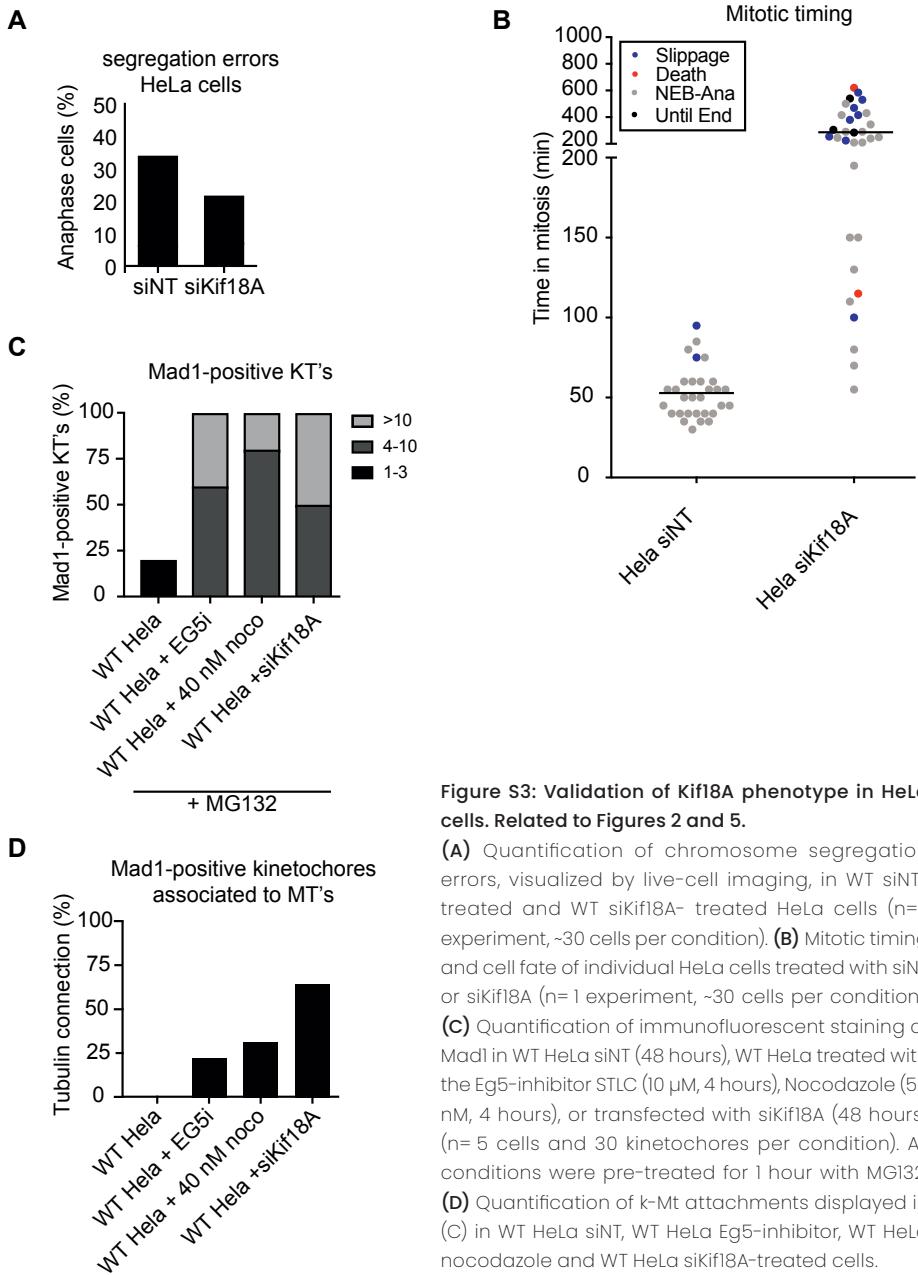 A
segregation errors
HeLa cells
Anaphase cells (%)
50
40
30
20
10
0
siNT siKif18A
B
Mitotic timing
Time in mitosis (min)
1000
800
600
400
200
200
150
100
50
0
Slippage
Death
NEB-Ana
Until End
Hela siNT
Hela siKif18A
C
Mad1-positive KT's
Mad1-positive KT's (%)
100
75
50
25
0
>10
4-10
1-3
WT Hela
WT Hela + EG5i
WT Hela + 40 nM noco
WT Hela +siKif18A
+ MG132
D
Mad1-positive kinetochores
associated to MT's
Tubulin connection (%)
100
75
50
25
0
WT Hela
WT Hela + EG5i
WT Hela + 40 nM noco
WT Hela +siKif18A
Figure S3: Validation of Kif18A phenotype in HeLa
cells. Related to Figures 2 and 5.
(A) Quantification of chromosome segregation
errors, visualized by live-cell imaging, in WT siNT
treated and WT siKif18A- treated HeLa cells (n=
experiment, ~30 cells per condition). (B) Mitotic timing
and cell fate of individual HeLa cells treated with siN
or siKif18A (n= 1 experiment, ~30 cells per condition
(C) Quantification of immunofluorescent staining o
Mad1 in WT HeLa siNT (48 hours), WT HeLa treated wit
the Eg5-inhibitor STLC (10 µM, 4 hours), Nocodazole (5
nM, 4 hours), or transfected with siKif18A (48 hours
(n= 5 cells and 30 kinetochores per condition). A
conditions were pre-treated for 1 hour with MG132
(D) Quantification of k-Mt attachments displayed i
(C) in WT HeLa siNT, WT HeLa Eg5-inhibitor, WT HeLa
nocodazole and WT HeLa siKif18A-treated cells.